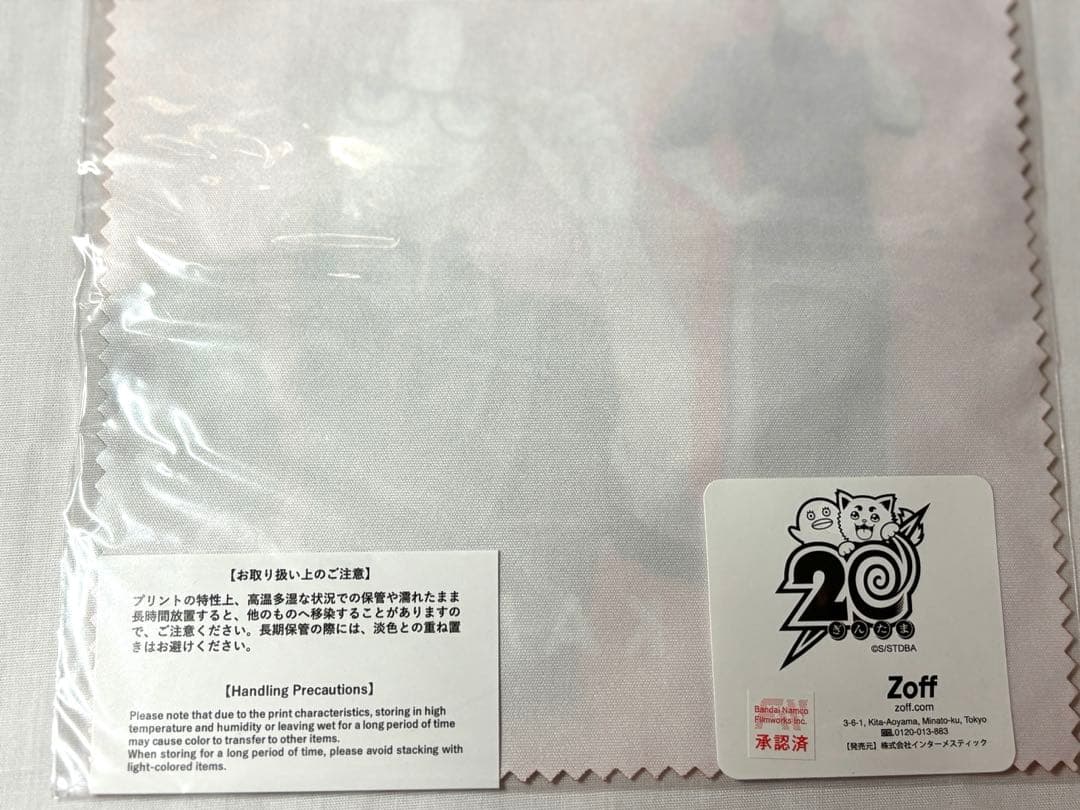 【お取り扱い上のご注意】
プリントの特性上、高温多湿な状況での保管や濡れたまま
長時間放置すると、他のものへ移染することがありますの
で、ご注意ください。長期保管の際には、淡色との重ね置
きはお避けください。
【Handling Precautions】
Please note that due to the print characteristics, storing in high
temperature and humidity or leaving wet for a long period of time
may cause color to transfer to other items.
When storing for a long period of time, please avoid stacking with
light-colored items.
20
ぎんたま
©S/STDBA
Zoff
zoff.com
3-6-1, Kita-Aoyama, Minato-ku, Tokyo
0120-013-883
【発売元】株式会社インターメスティック
Bandai Namco
Filmworks Inc.
承認済